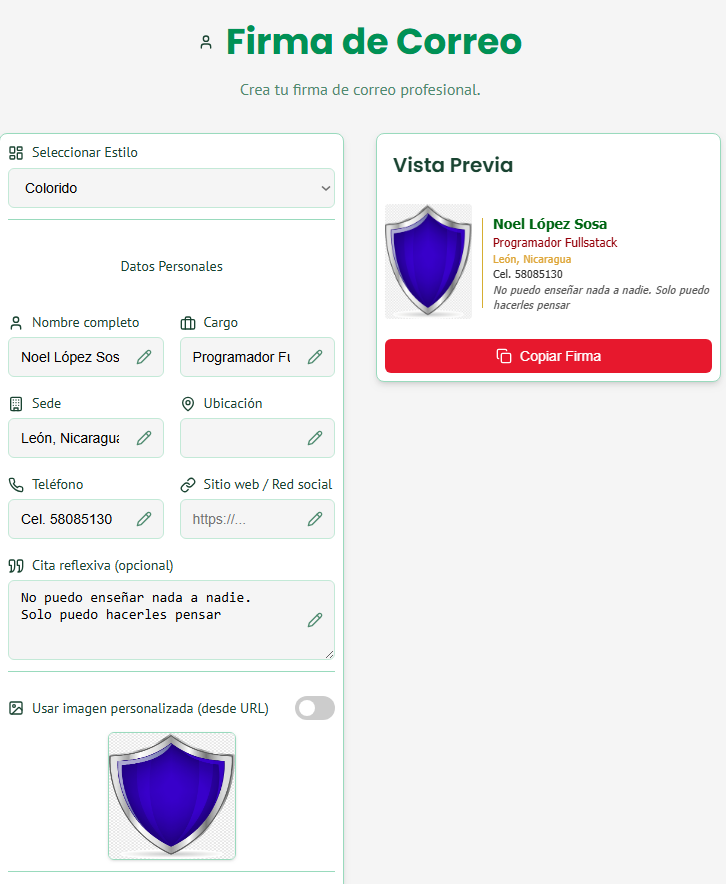 Firma de Correo
Crea tu firma de correo profesional.
Seleccionar Estilo
Colorido
Datos Personales
Nombre completo
Cargo
Noel López Sos
Programador Fu
Sede
Ubicación
León, Nicaragua
Teléfono
Sitio web / Red social
Cel. 58085130
https://...
Cita reflexiva (opcional)
No puedo enseñar nada a nadie.
Solo puedo hacerles pensar
Usar imagen personalizada (desde URL)
Vista Previa
Noel López Sosa
Programador Fullsatack
León, Nicaragua
Cel. 58085130
No puedo enseñar nada a nadie. Solo puedo
hacerles pensar
Copiar Firma